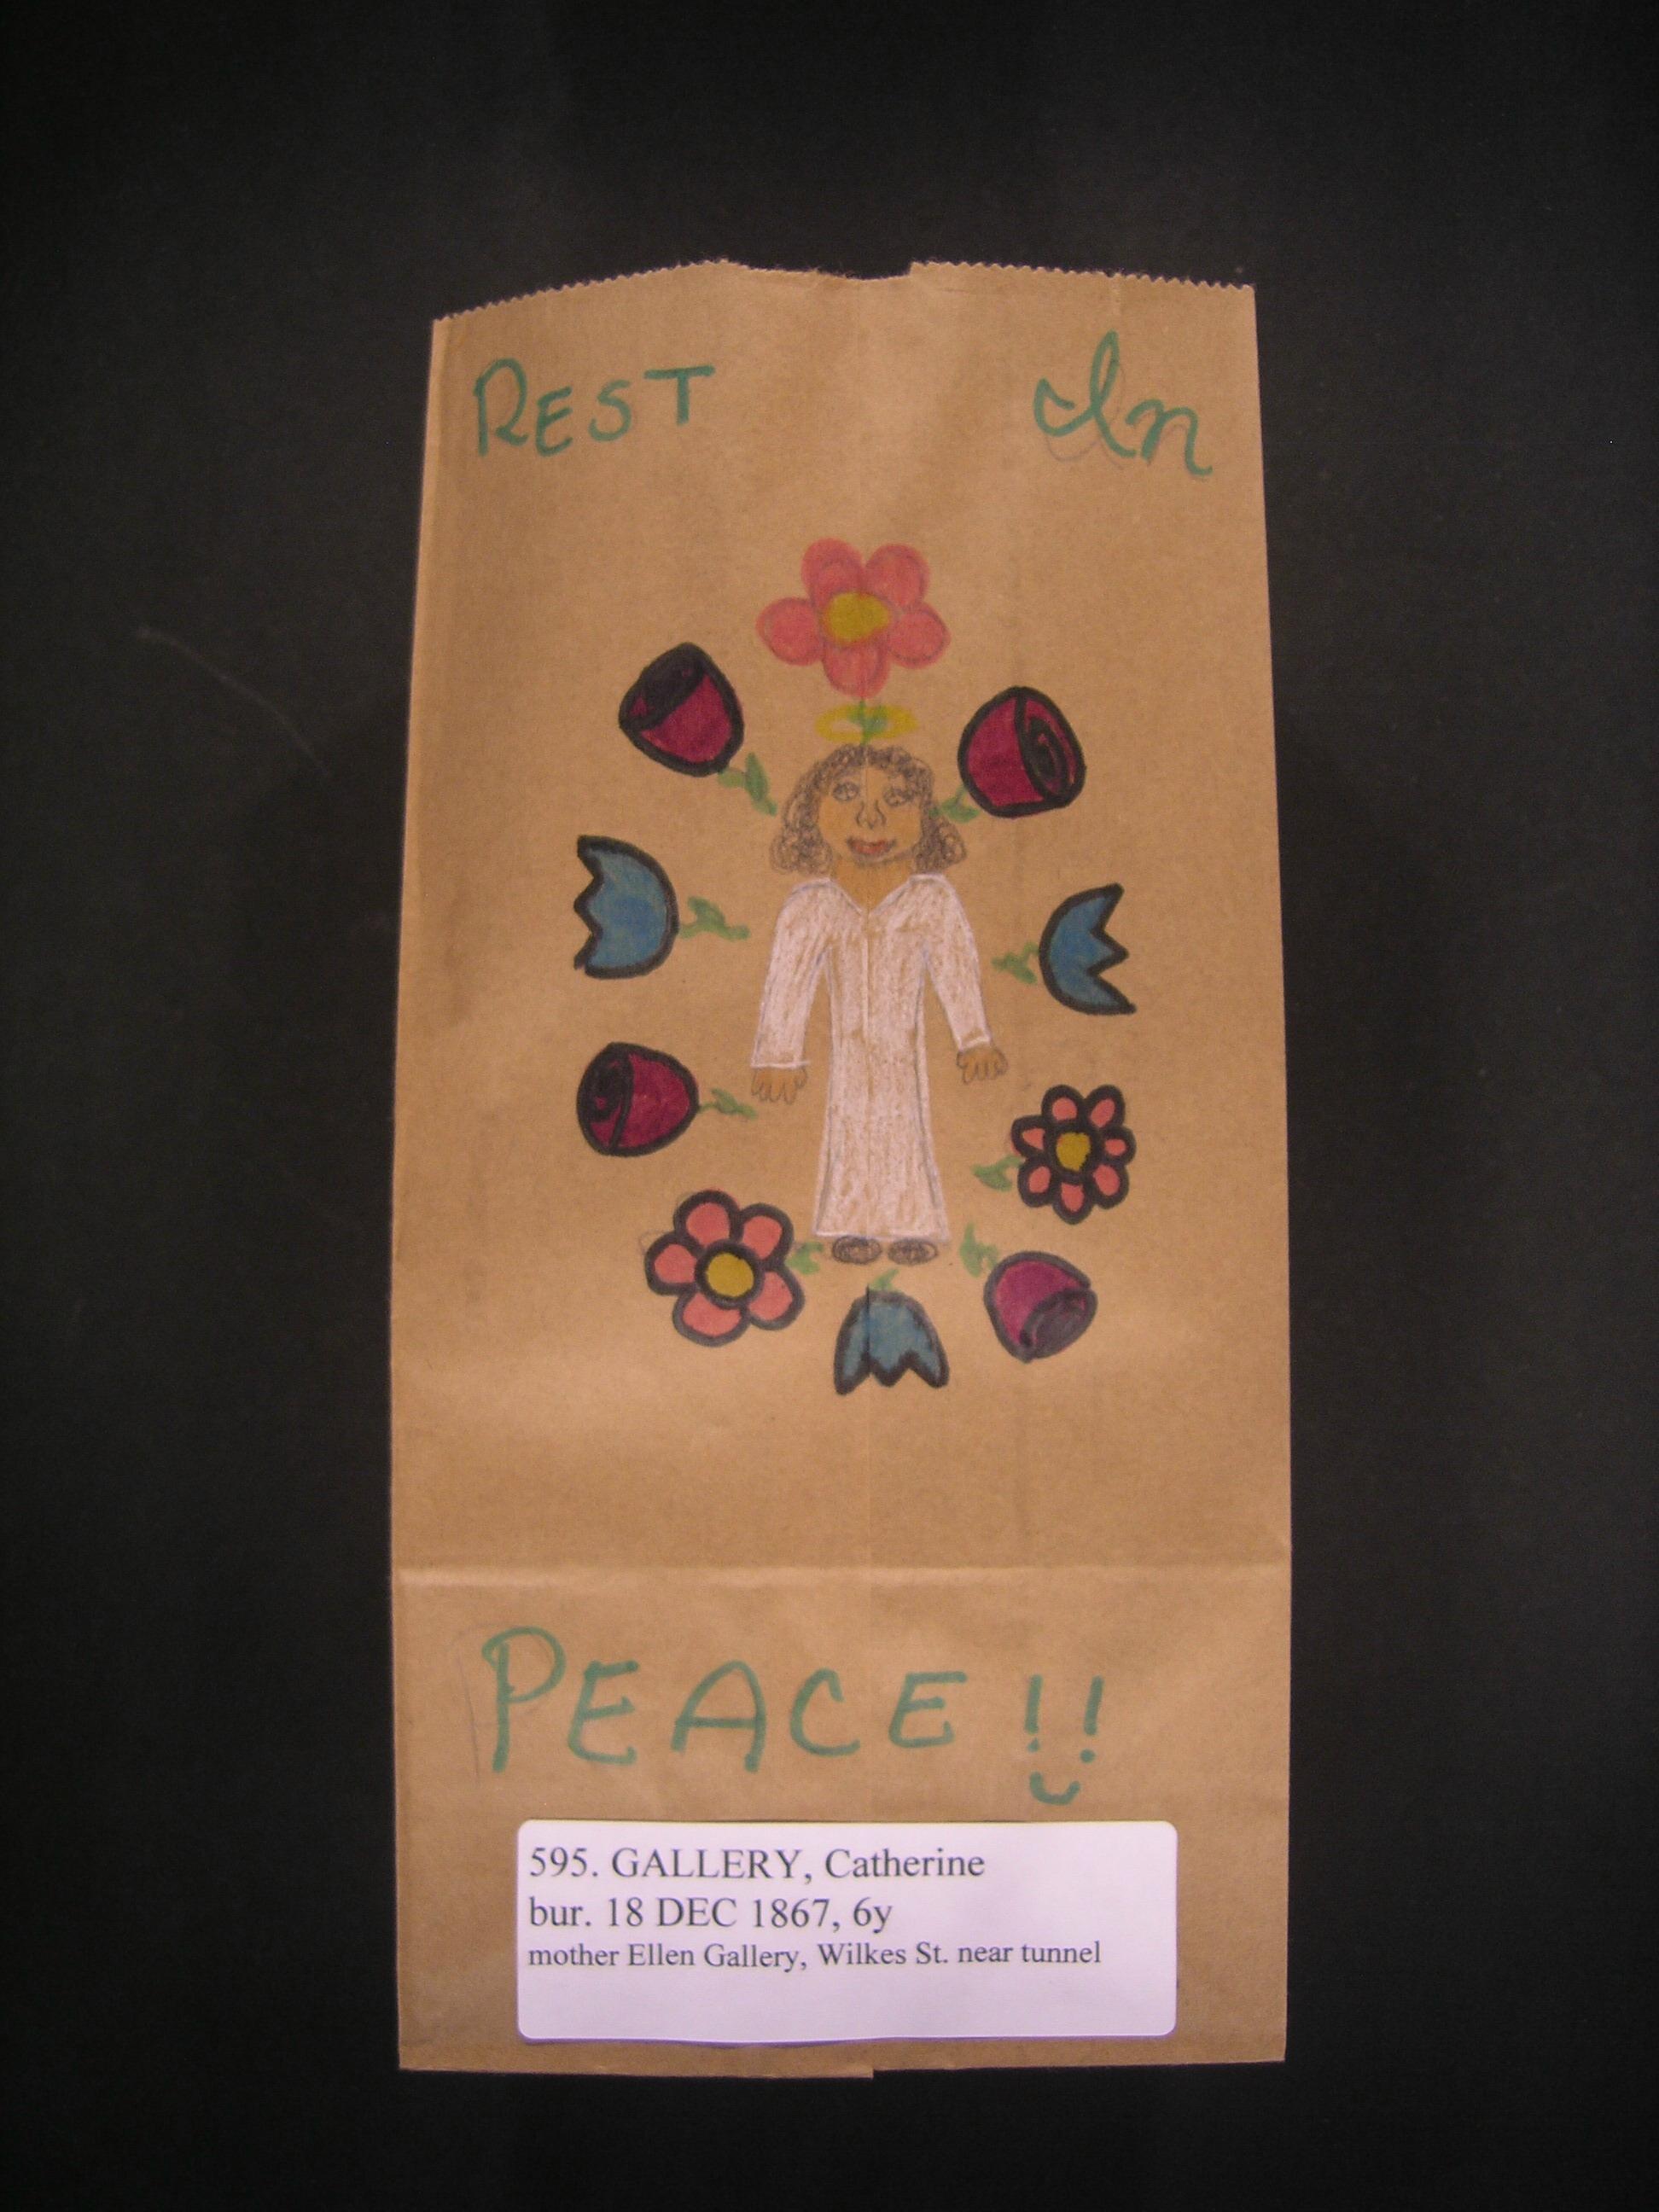 REST In
PEACE!!
595. GALLERY, Catherine
bur. 18 DEC 1867, 6y
mother Ellen Gallery, Wilkes St. near tunnel